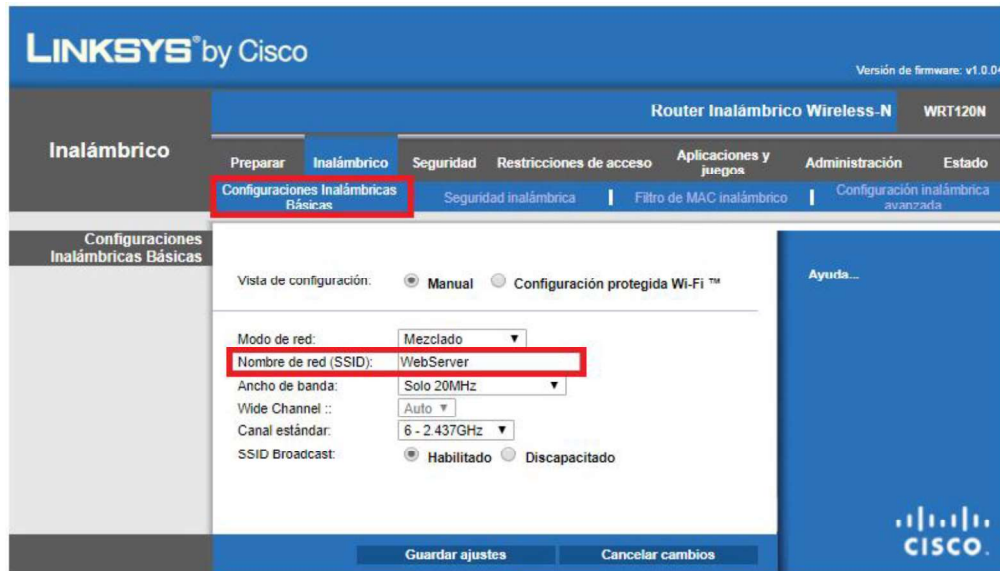 LINKSYS® by Cisco
Versión de firmware: v1.0.04
Router Inalámbrico Wireless-N WRT120N
Inalámbrico
Preparar Inalámbrico Seguridad Restricciones de acceso Aplicaciones y juegos Administración Estado
Configuraciones Inalámbricas Básicas Seguridad inalámbrica Filtro de MAC inalámbrico Configuración inalámbrica avanzada
Configuraciones Inalámbricas Básicas
Vista de configuración: Manual Configuración protegida Wi-Fi ™
Ayuda...
Modo de red: Mezclado
Nombre de red (SSID): WebServer
Ancho de banda: Solo 20MHz
Wide Channel :: Auto
Canal estándar: 6 - 2.437GHz
SSID Broadcast: Habilitado Discapacitado
Guardar ajustes Cancelar cambios
CISCO.